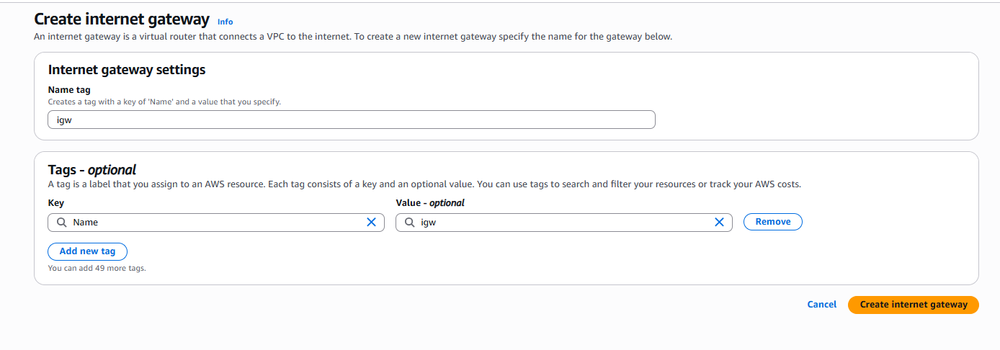 Create internet gateway Info
An internet gateway is a virtual router that connects a VPC to the internet. To create a new internet gateway specify the name for the gateway below.
Internet gateway settings
Name tag
Creates a tag with a key of 'Name' and a value that you specify.
igw
Tags - optional
A tag is a label that you assign to an AWS resource. Each tag consists of a key and an optional value. You can use tags to search and filter your resources or track your AWS costs.
Key Value - optional
Name igw Remove
Add new tag
You can add 49 more tags.
Cancel Create internet gateway